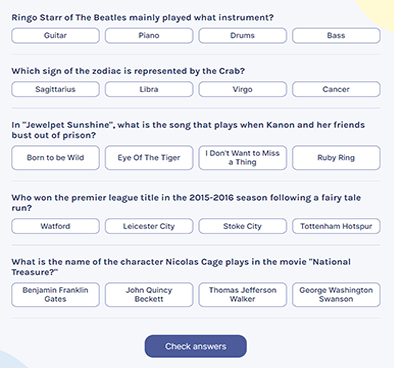 Ringo Starr of The Beatles mainly played what instrument?
Guitar Piano Drums Bass
Which sign of the zodiac is represented by the Crab?
Sagittarius Libra Virgo Cancer
In "Jewelpet Sunshine", what is the song that plays when Kanon and her friends
bust out of prison?
Born to be Wild Eye Of The Tiger I Don't Want to Miss
a Thing Ruby Ring
Who won the premier league title in the 2015-2016 season following a fairy tale
run?
Watford Leicester City Stoke City Tottenham Hotspur
What is the name of the character Nicolas Cage plays in the movie "National
Treasure?"
Benjamin Franklin
Gates
John Quincy
Beckett
Thomas Jefferson
Walker
George Washington
Swanson
Check answers